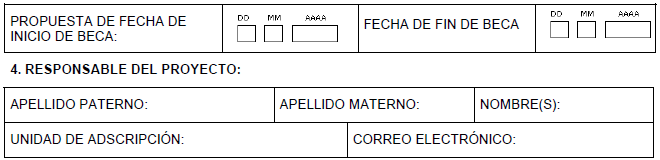 PROPUESTA DE FECHA DE INICIO DE BECA:
DD MM AAAA
FECHA DE FIN DE BECA
DD MM AAAA
4. RESPONSABLE DEL PROYECTO:
APELLIDO PATERNO: APELLIDO MATERNO: NOMBRE(S):
UNIDAD DE ADSCRIPCIÓN: CORREO ELECTRÓNICO: